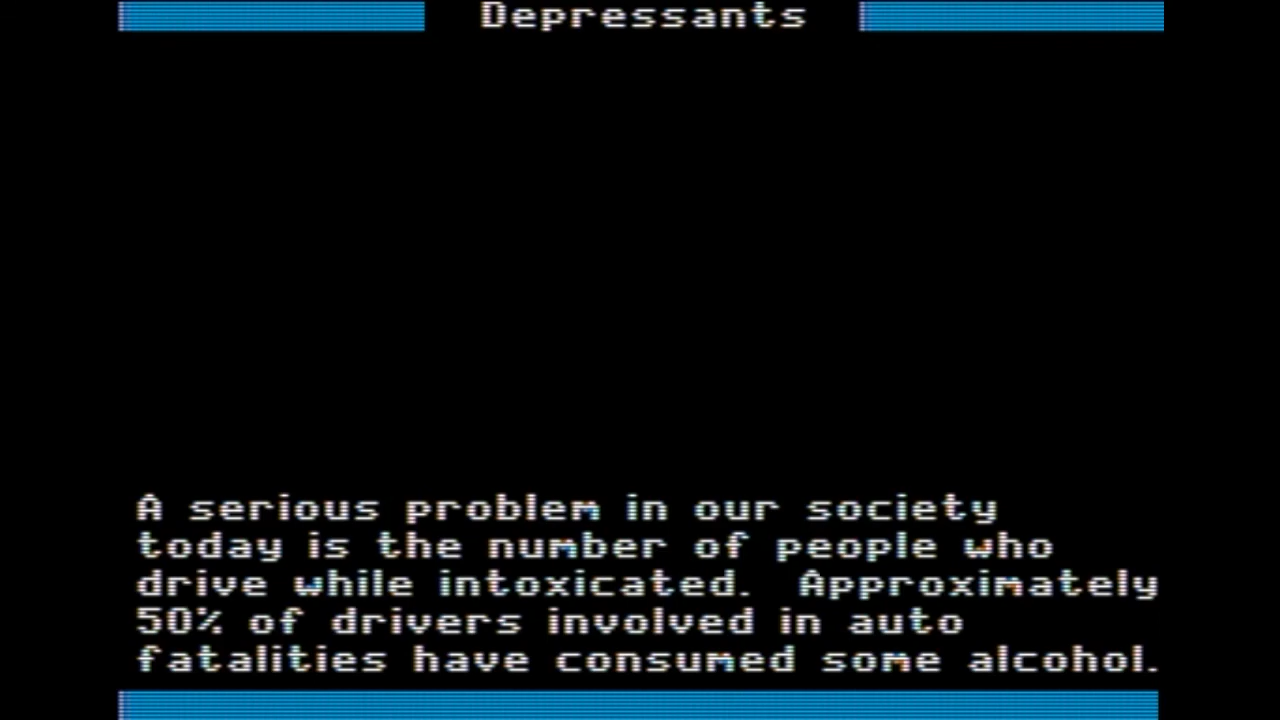 Depressants
A serious problem in our society
today is the number of people who
drive while intoxicated.  Approximately
50% of drivers involved in auto
fatalities have consumed some alcohol.